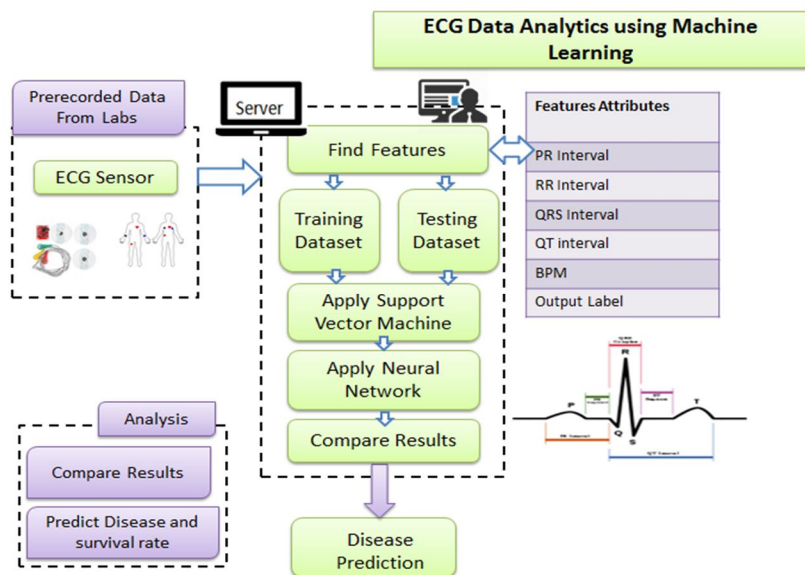 ECG Data Analytics using Machine
Learning
Prerecorded Data
From Labs
ECG Sensor
Server
Find Features
Training
Dataset
Testing
Dataset
Apply Support
Vector Machine
Apply Neural
Network
Compare Results
Disease
Prediction
Features Attributes
PR Interval
RR Interval
QRS Interval
QT interval
BPM
Output Label
R
P
Q
S
T
Analysis
Compare Results
Predict Disease and
survival rate